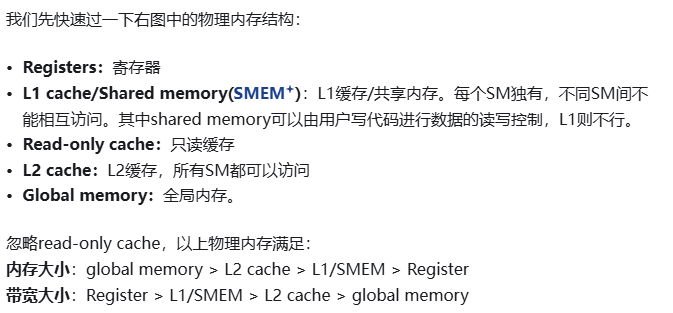 我们先快速过一下右图中的物理内存结构：
• Registers：寄存器
• L1 cache/Shared memory(SMEM)：L1缓存/共享内存。每个SM独有，不同SM间不
能相互访问。其中shared memory可以由用户写代码进行数据的读写控制，L1则不行。
• Read-only cache：只读缓存
• L2 cache：L2缓存，所有SM都可以访问
• Global memory：全局内存。
忽略read-only cache，以上物理内存满足：
内存大小：global memory > L2 cache > L1/SMEM > Register
带宽大小：Register > L1/SMEM > L2 cache > global memory